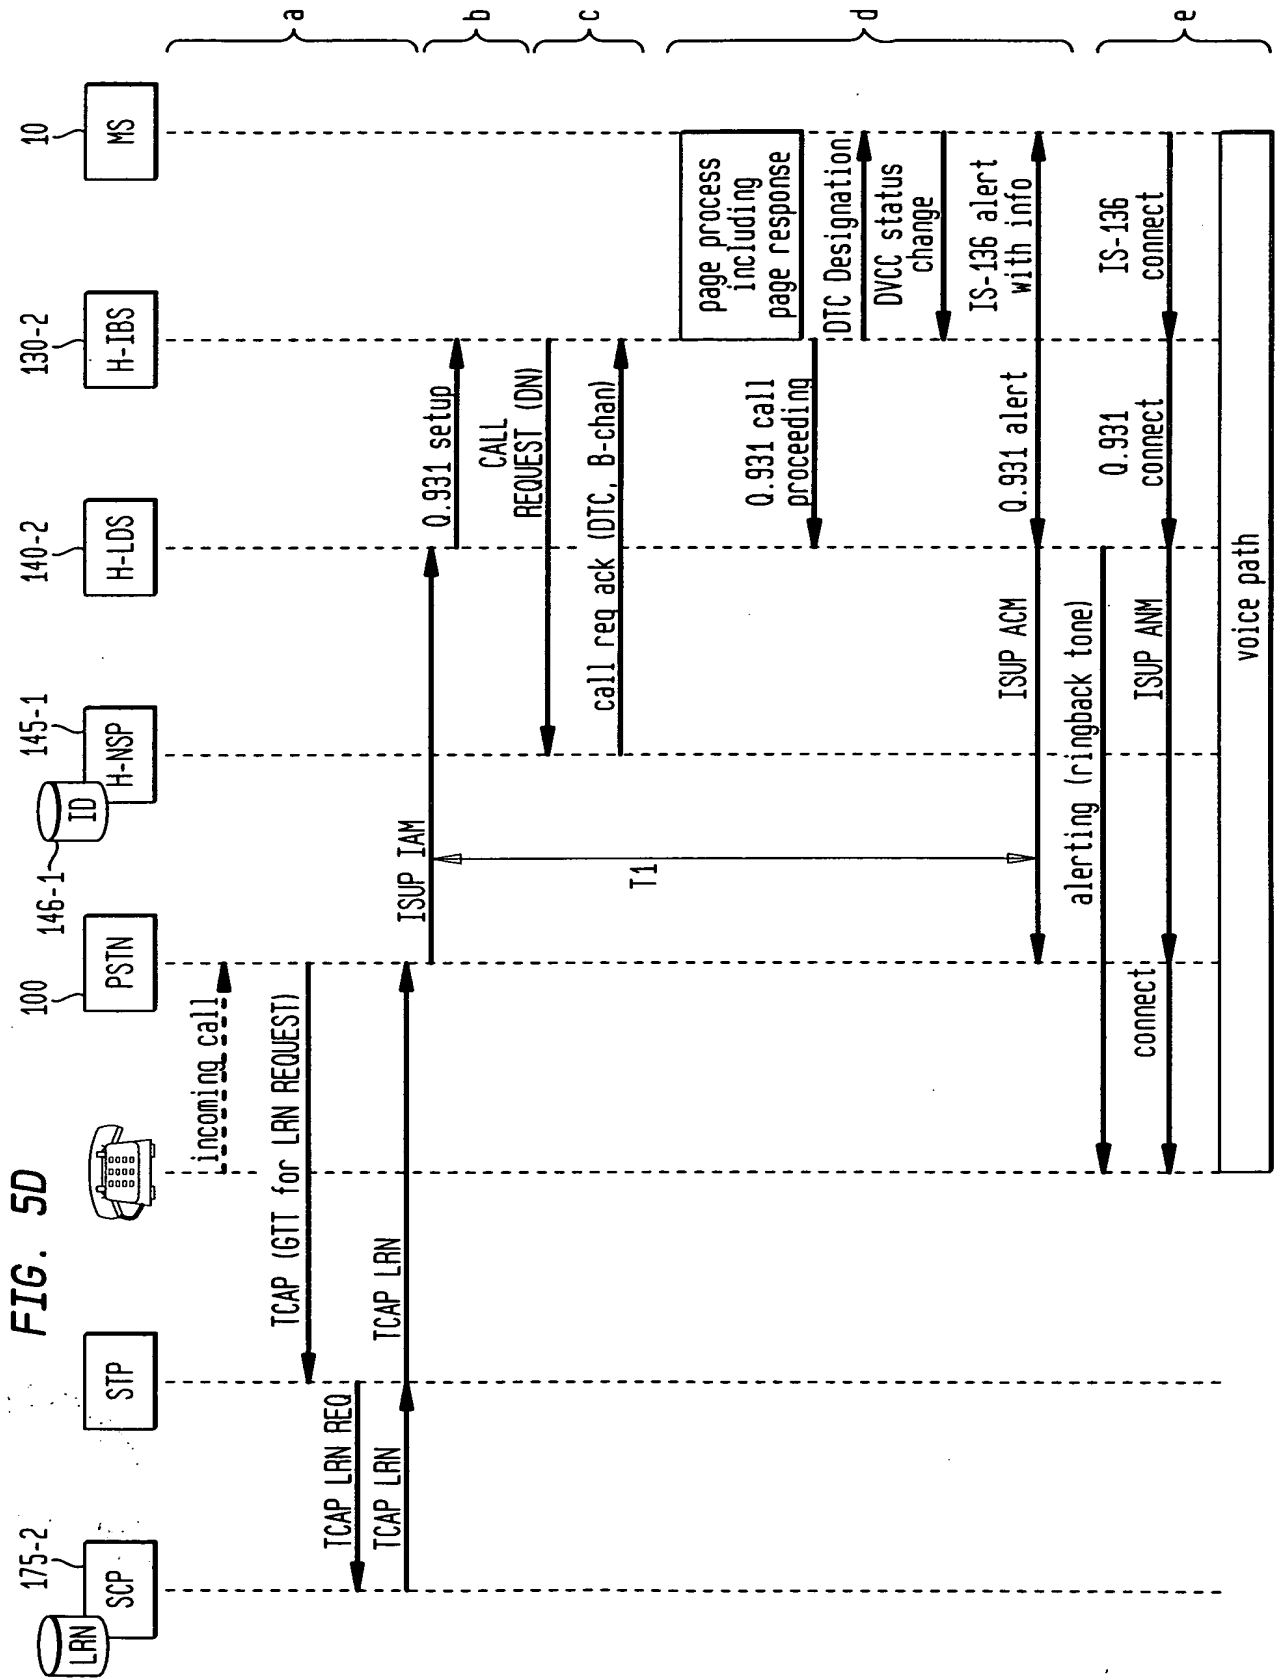 FIG. 5D
LRN
175-2
SCP
STP
100
PSTN
146-1
ID
145-1
H-NSP
140-2
H-LDS
130-2
H-IBS
10
MS
incoming call
TCAP (GTT for LRN REQUEST)
TCAP LRN REQ
TCAP LRN
TCAP LRN
a
ISUP IAM
Q.931 setup
b
CALL
REQUEST (DN)
call req ack (DTC, B-chan)
c
T1
page process
including
page response
Q.931 call
proceeding
DTC Designation
DVCC status
change
ISUP ACM
Q.931 alert
IS-136 alert
with info
d
alerting (ringback tone)
connect
ISUP ANM
Q.931
connect
IS-136
connect
voice path
e